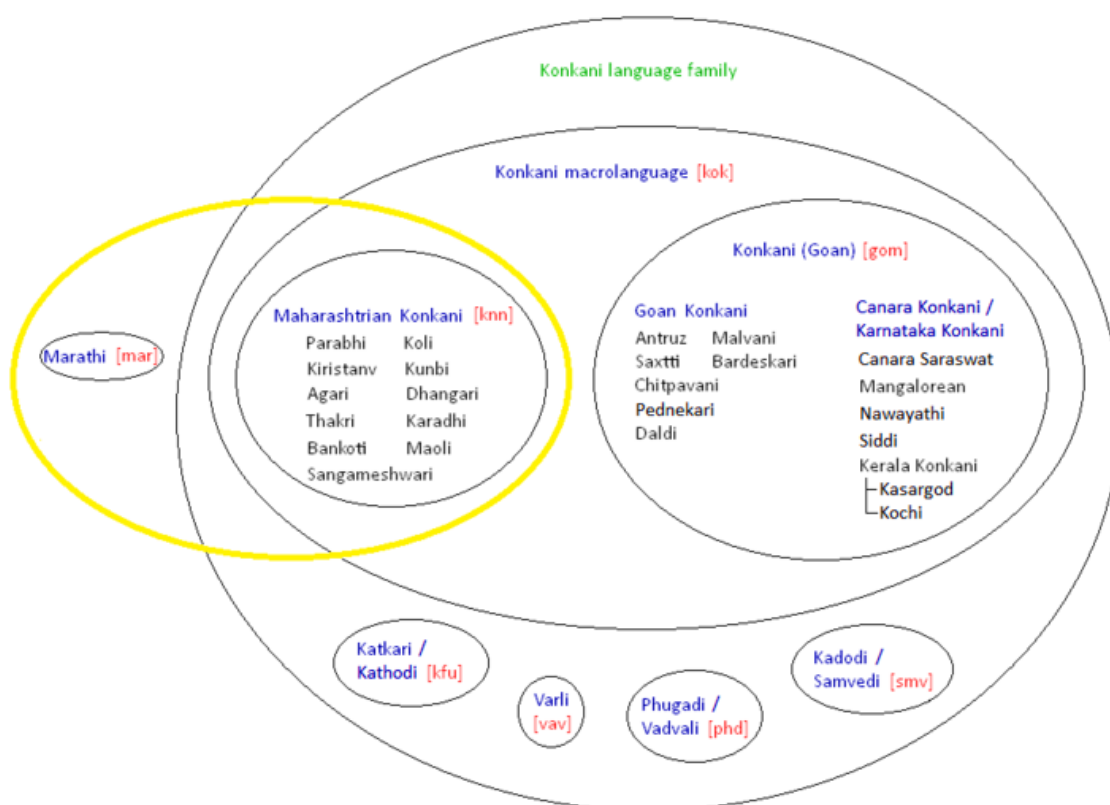 Konkani language family
Konkani macrolanguage [kok]
Marathi [mar]
Maharashtrian Konkani [knn]
Parabhi Koli
Kiristanv Kunbi
Agari Dhangari
Thakri Karadhi
Bankoti Maoli
Sangameshwari
Konkani (Goan) [gom]
Goan Konkani
Antruz Malvani
Saxtti Bardeskari
Chitpavani
Pednekari
Daldi
Canara Konkani /
Karnataka Konkani
Canara Saraswat
Mangalorean
Nawayathi
Siddi
Kerala Konkani
Kasargod
Kochi
Katkari /
Kathodi [kfu]
Varli
[vav]
Phugadi /
Vadvali [phd]
Kadodi /
Samvedi [smv]